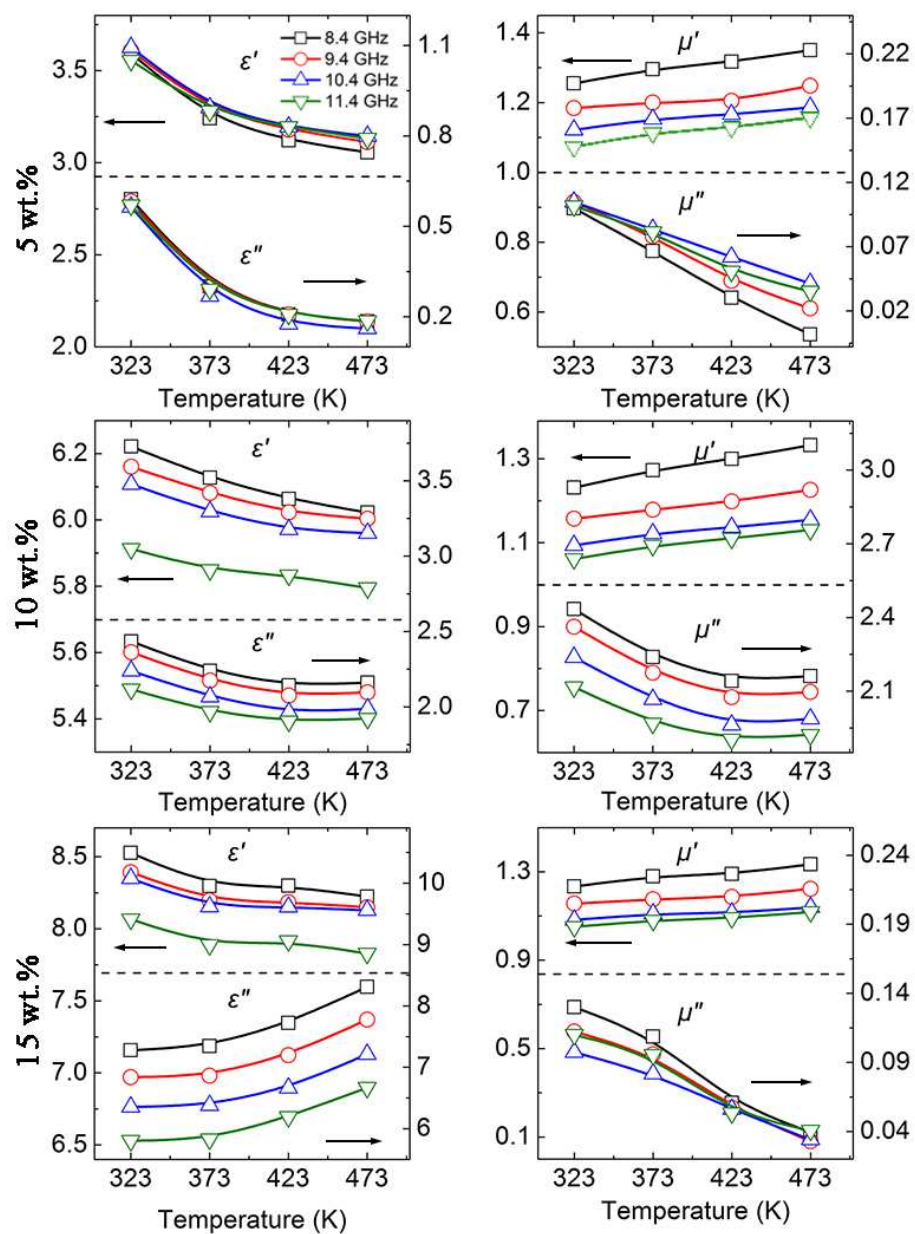 5 wt.%
3.5
3.0
2.5
2.0
ε'
ε"
8.4 GHz
9.4 GHz
10.4 GHz
11.4 GHz
1.1
0.8
0.5
0.2
323 373 423 473
Temperature (K)
1.4
1.2
1.0
0.8
0.6
μ'
μ"
0.22
0.17
0.12
0.07
0.02
323 373 423 473
Temperature (K)
10 wt.%
6.2
6.0
5.8
5.6
5.4
ε'
ε"
3.5
3.0
2.5
2.0
323 373 423 473
Temperature (K)
1.3
1.1
0.9
0.7
μ'
μ"
3.0
2.7
2.4
2.1
323 373 423 473
Temperature (K)
15 wt.%
8.5
8.0
7.5
7.0
6.5
ε'
ε"
10
9
8
7
6
323 373 423 473
Temperature (K)
1.3
0.9
0.5
0.1
μ'
μ"
0.24
0.19
0.14
0.09
0.04
323 373 423 473
Temperature (K)